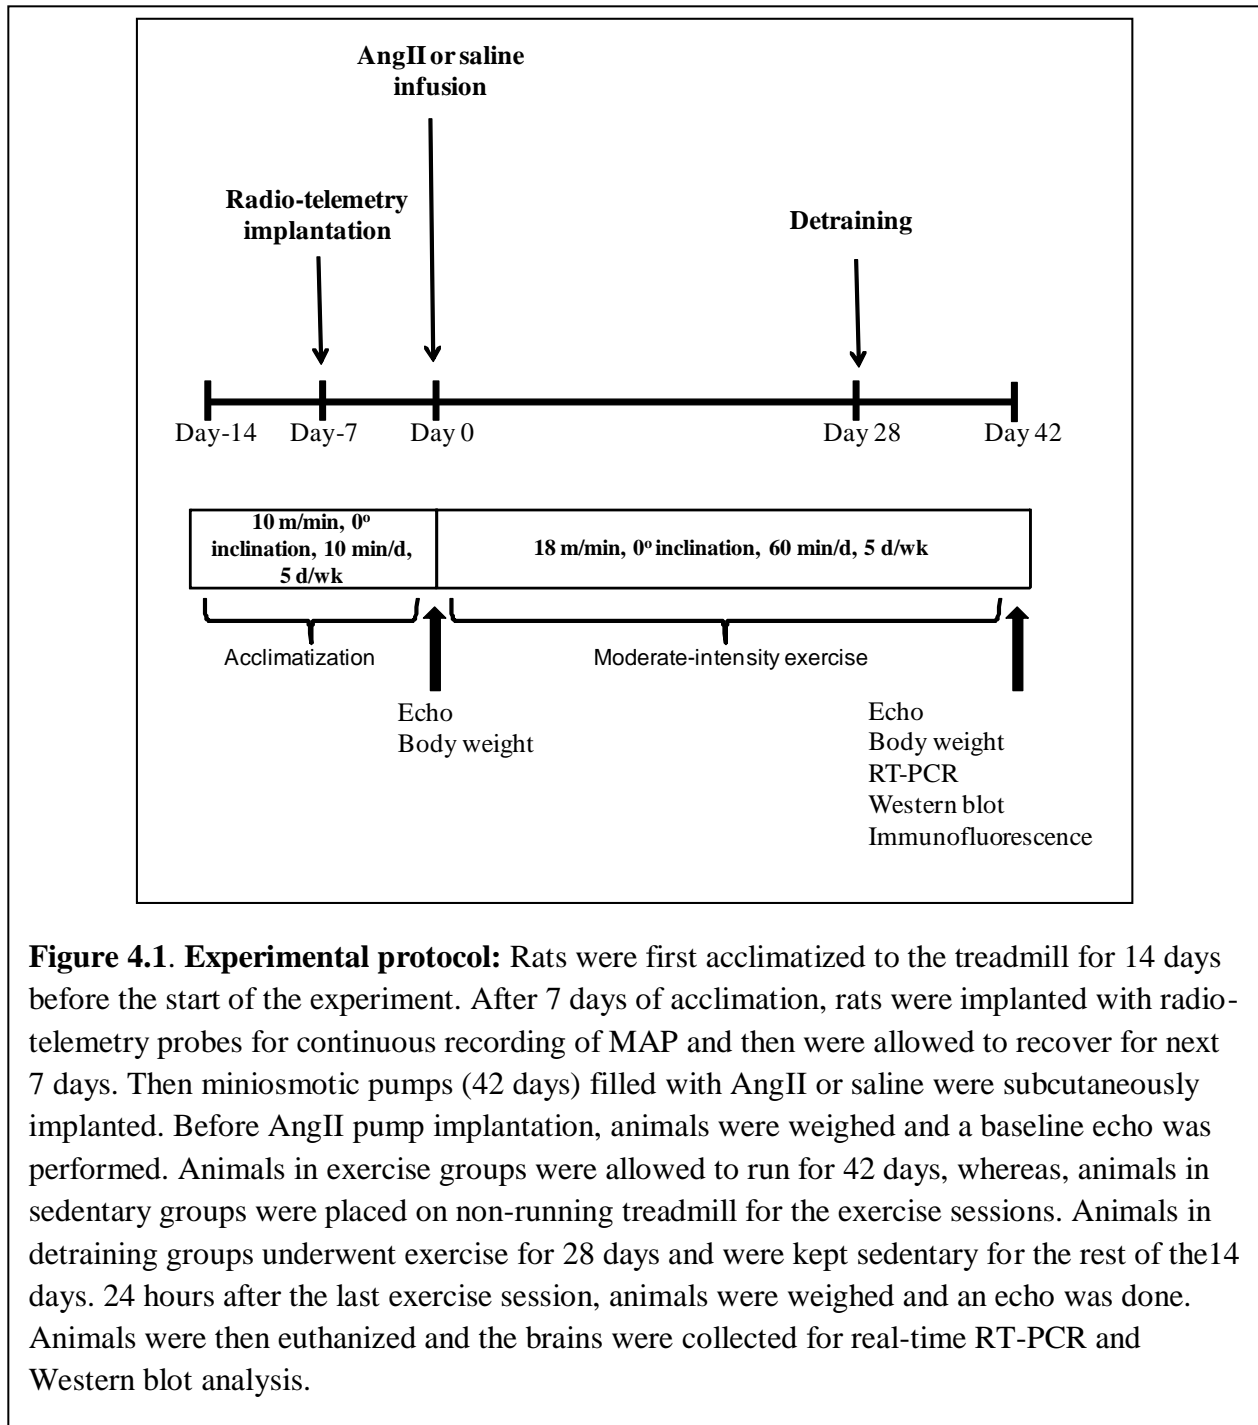 AngII or saline
infusion
Radio-telemetry
implantation
Detraining
Day-14 Day-7 Day 0 Day 28 Day 42
10 m/min, 0º
inclination, 10 min/d,
5 d/wk
18 m/min, 0º inclination, 60 min/d, 5 d/wk
Acclimatization
Moderate-intensity exercise
Echo
Body weight
Echo
Body weight
RT-PCR
Western blot
Immunofluorescence
Figure 4.1. Experimental protocol: Rats were first acclimatized to the treadmill for 14 days
before the start of the experiment. After 7 days of acclimation, rats were implanted with radio-
telemetry probes for continuous recording of MAP and then were allowed to recover for next
7 days. Then miniosmotic pumps (42 days) filled with AngII or saline were subcutaneously
implanted. Before AngII pump implantation, animals were weighed and a baseline echo was
performed. Animals in exercise groups were allowed to run for 42 days, whereas, animals in
sedentary groups were placed on non-running treadmill for the exercise sessions. Animals in
detraining groups underwent exercise for 28 days and were kept sedentary for the rest of the14
days. 24 hours after the last exercise session, animals were weighed and an echo was done.
Animals were then euthanized and the brains were collected for real-time RT-PCR and
Western blot analysis.